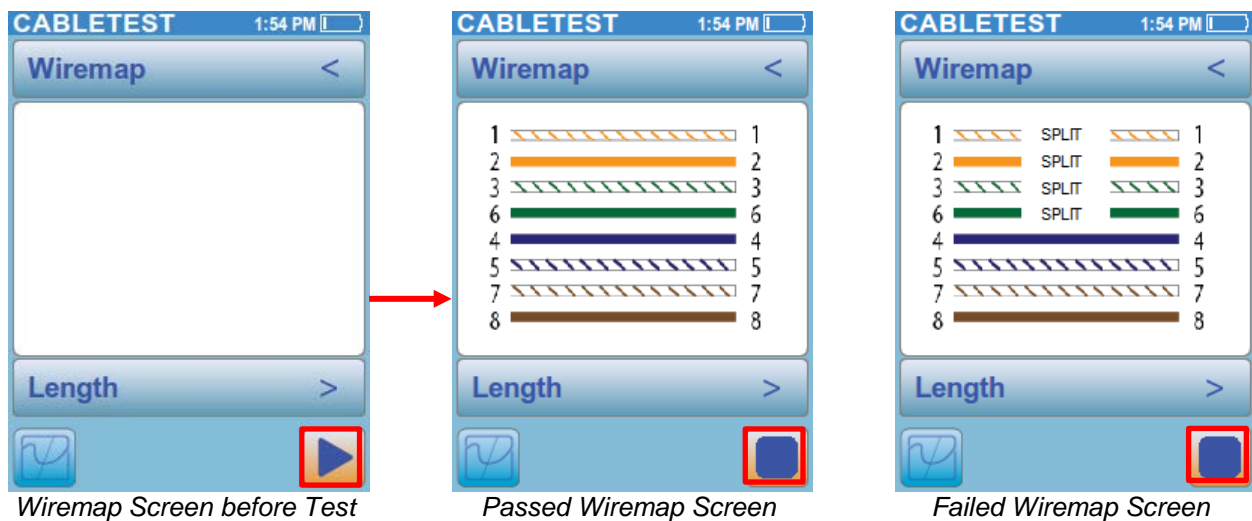 CABLETEST 1:54 PM
Wiremap <
Length >
Wiremap Screen before Test
CABLETEST 1:54 PM
Wiremap <
1 1
2 2
3 3
6 6
4 4
5 5
7 7
8 8
Length >
Passed Wiremap Screen
CABLETEST 1:54 PM
Wiremap <
1 SPLIT 1
2 SPLIT 2
3 SPLIT 3
6 SPLIT 6
4 4
5 5
7 7
8 8
Length >
Failed Wiremap Screen